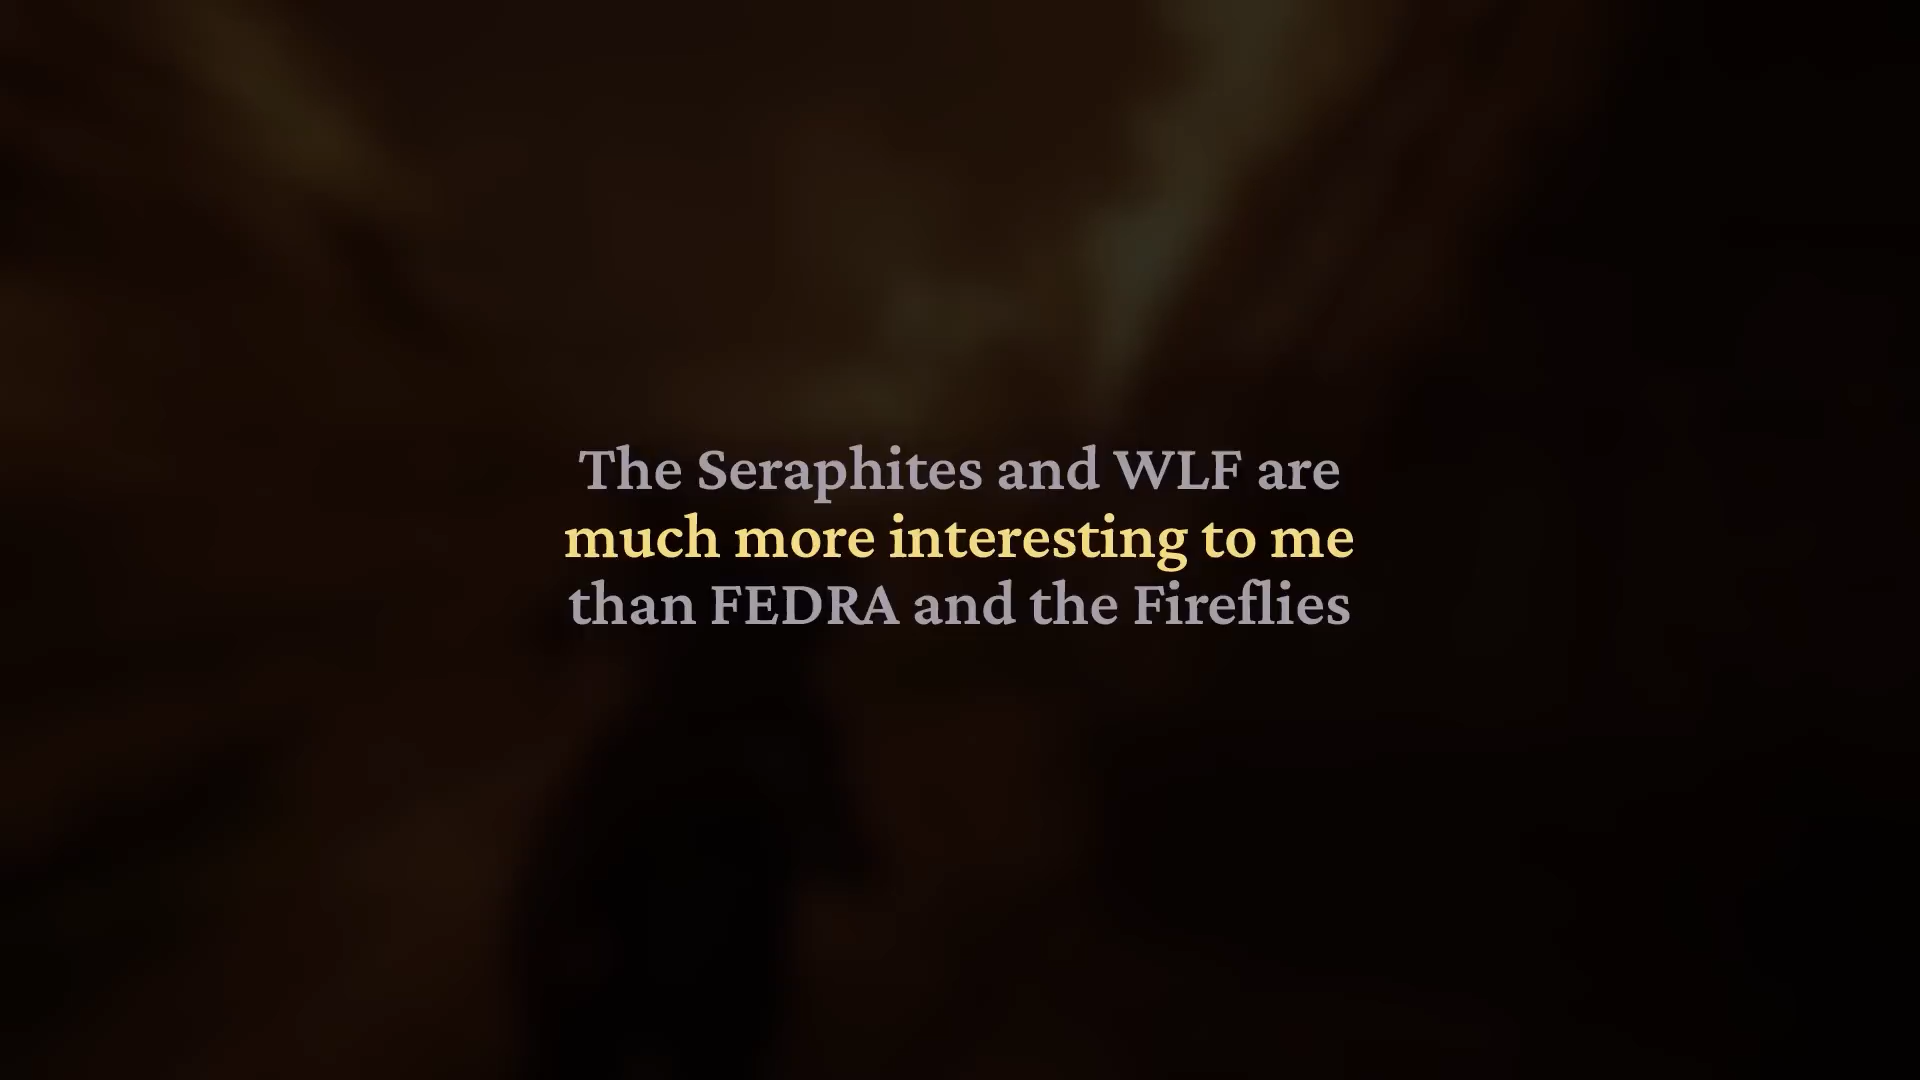 The Seraphites and WLF are
much more interesting to me
than FEDRA and the Fireflies